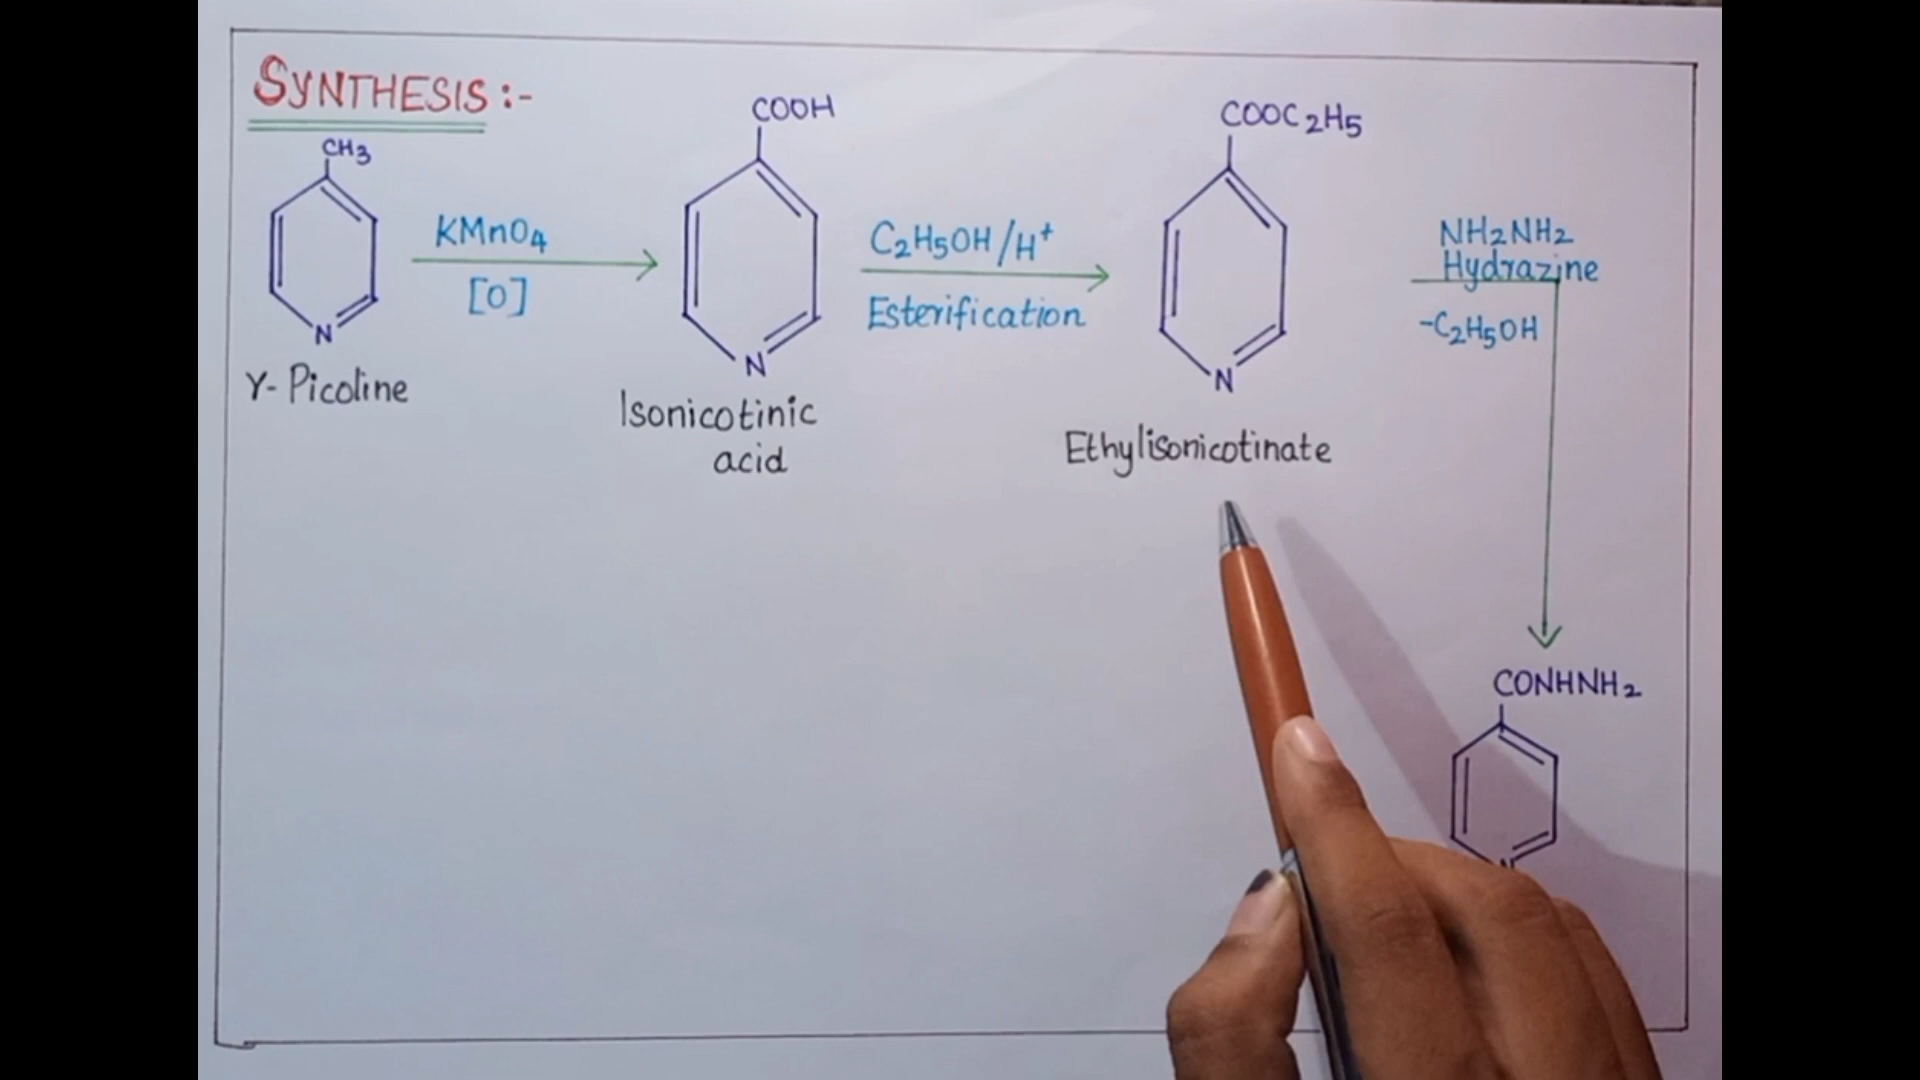 SYNTHESIS :-
CH3
N
γ- Picoline
KMnO4
[O]
COOH
N
Isonicotinic
acid
C2H5OH/H+
Esterification
COOC2H5
N
Ethylisonicotinate
NH2NH2
Hydrazine
-C2H5OH
CONHNH2
N